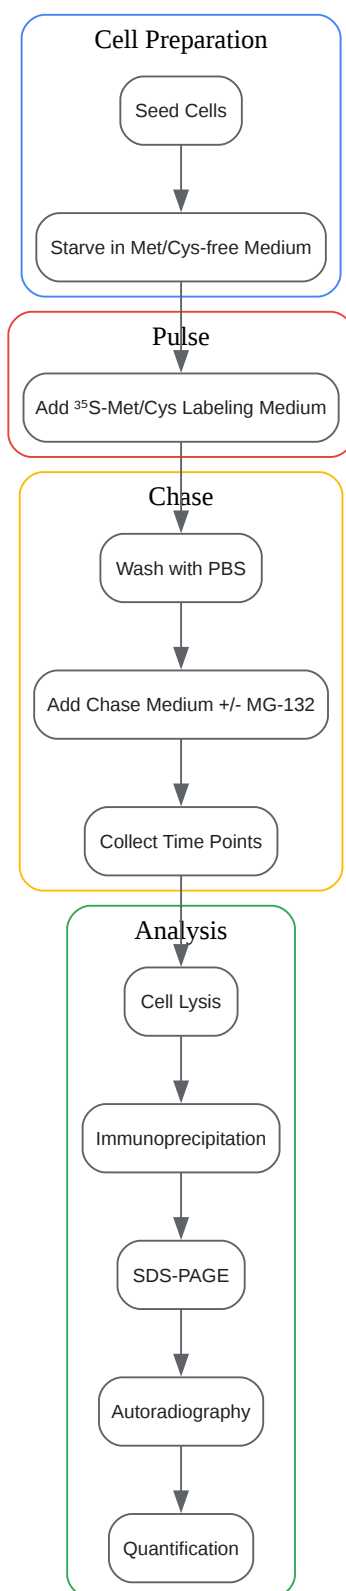 Cell Preparation
Seed Cells
Starve in Met/Cys-free Medium
Pulse
Add ³⁵S-Met/Cys Labeling Medium
Chase
Wash with PBS
Add Chase Medium +/- MG-132
Collect Time Points
Analysis
Cell Lysis
Immunoprecipitation
SDS-PAGE
Autoradiography
Quantification